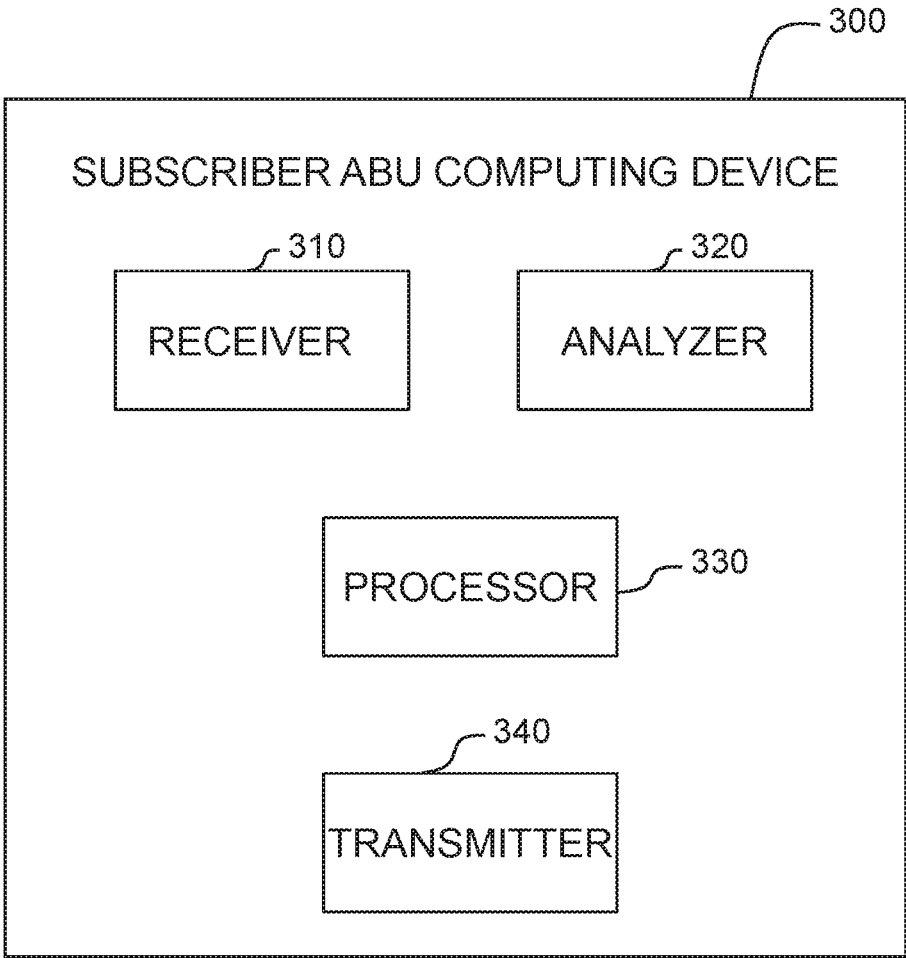 300
SUBSCRIBER ABU COMPUTING DEVICE
310
320
RECEIVER
ANALYZER
PROCESSOR
330
340
TRANSMITTER